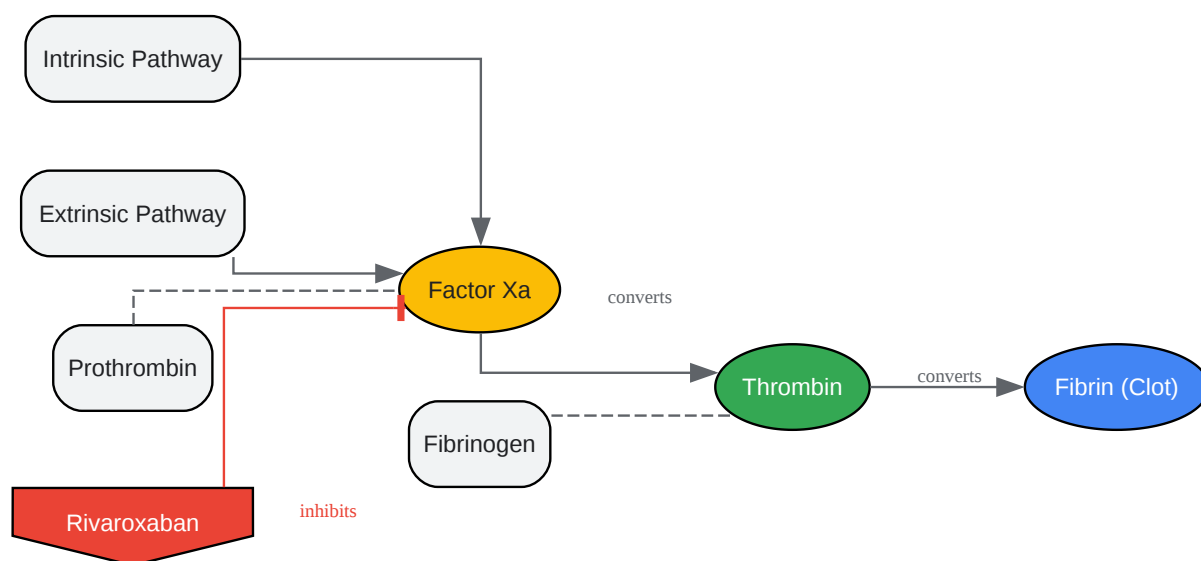 Intrinsic Pathway
Extrinsic Pathway
Factor Xa
converts
Prothrombin
Thrombin
converts
Fibrin (Clot)
Fibrinogen
Rivaroxaban
inhibits